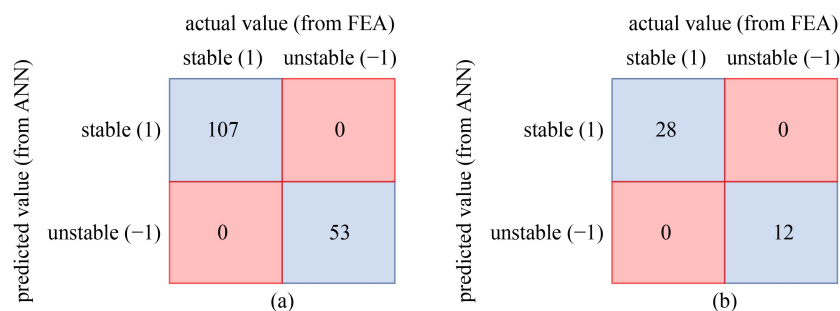 actual value (from FEA)
stable (1) unstable (−1)
predicted value (from ANN)
stable (1) 107 0
unstable (−1) 0 53
(a)
actual value (from FEA)
stable (1) unstable (−1)
predicted value (from ANN)
stable (1) 28 0
unstable (−1) 0 12
(b)